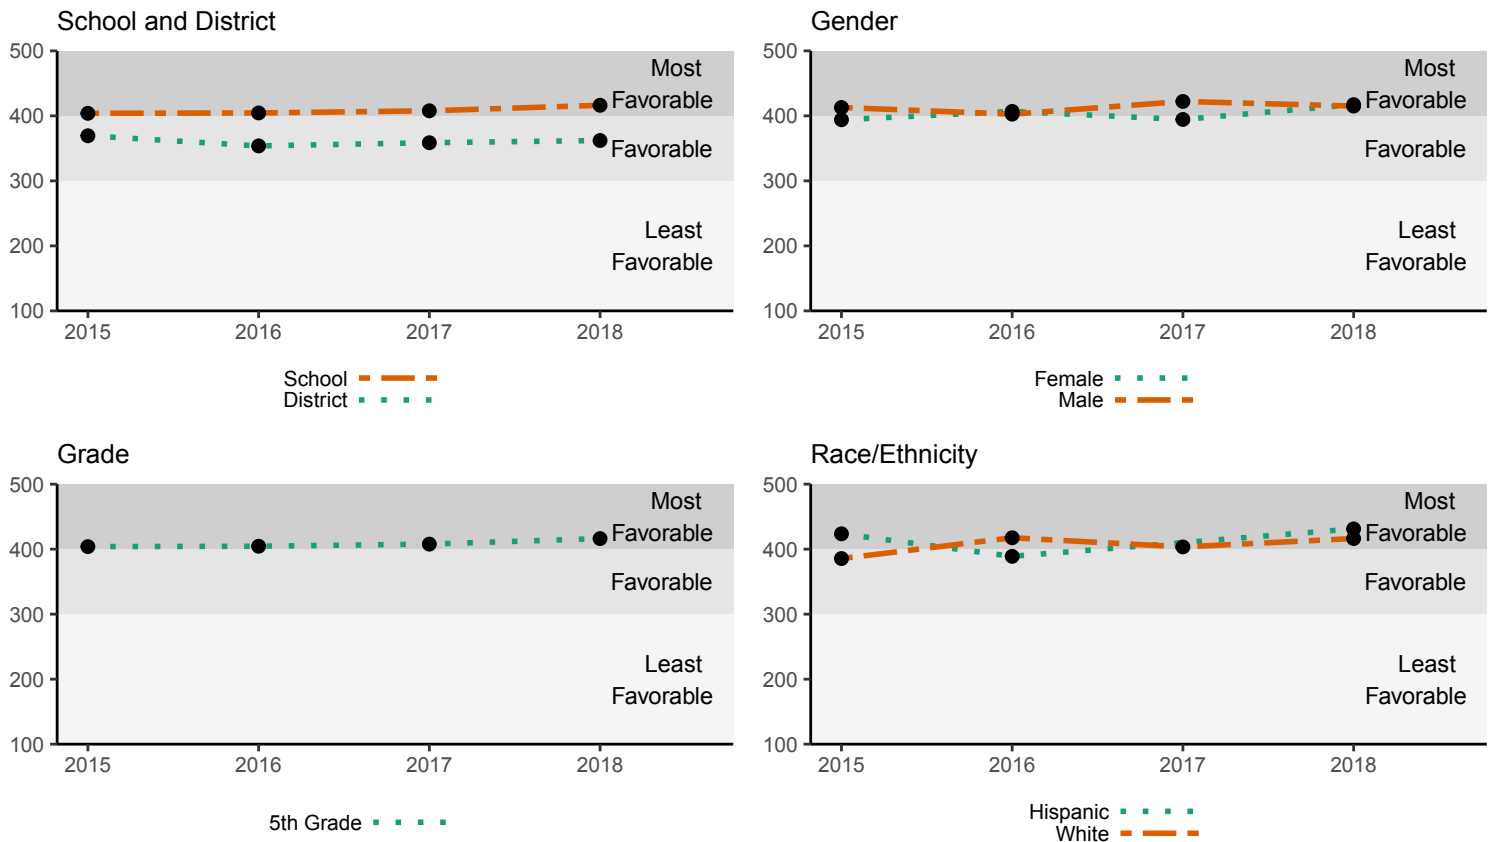 School and District
500
400
300
200
100
Most
Favorable
Favorable
Least
Favorable
2015 2016 2017 2018
School
District
Gender
500
400
300
200
100
Most
Favorable
Favorable
Least
Favorable
2015 2016 2017 2018
Female
Male
Grade
500
400
300
200
100
Most
Favorable
Favorable
Least
Favorable
2015 2016 2017 2018
5th Grade
Race/Ethnicity
500
400
300
200
100
Most
Favorable
Favorable
Least
Favorable
2015 2016 2017 2018
Hispanic
White